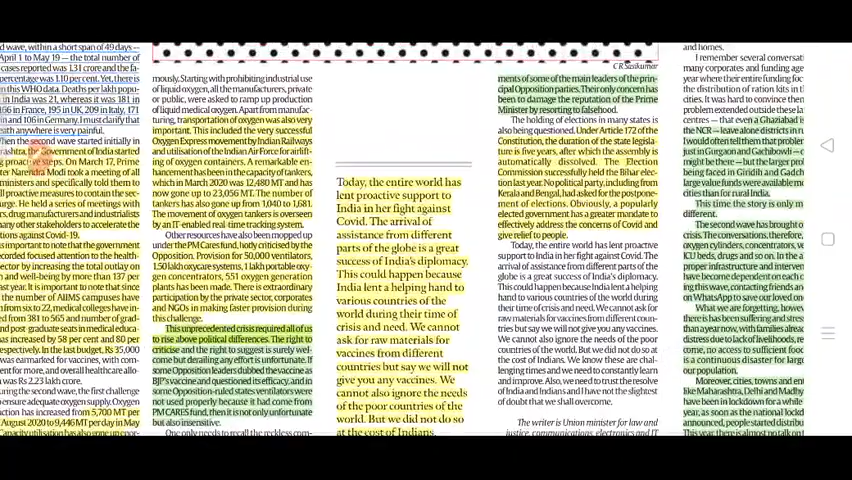 d wave, within a short span of 49 days —
April 1 to May 19 — the total number of
cases reported was 1.31 crore and the fa-
percentage was 1.10 per cent. Yet, there is
n this WHO data. Deaths per lakh popu-
in India was 21, whereas it was 181 in
166 in France, 195 in UK, 209 in Italy, 171
and 106 in Germany. I must clarify that
eath anywhere is very painful.
When the second wave started initially in
the Government of India started
steps. On March 17, Prime
ter Narendra Modi took a meeting of all
ministers and specifically told them to
proactive measures to contain the sec-
rge. He held a series of meetings with
s, drug manufacturers and industrialists
many other stakeholders to accelerate the
tions against Covid-19.
s important to note that the government
ecorded focused attention to the health-
sector by increasing the total outlay on
and well-being by more than 137 per
ast year. It is important to note that since
the number of AIIMS campuses have
from six to 22, medical colleges have in-
ed from 381 to 565 and number of grad-
and post-graduate seats in medical educa-
as increased by 58 per cent and 80 per
respectively. In the last budget, Rs 35,000
was earmarked for vaccines, with com-
t for more, and overall health care allo-
n was Rs 2.23 lakh crore.
uring the second wave, the first challenge
o ensure adequate oxygen supply. Oxygen
ction has increased from 5,700 MT per
August 2020 to 9,446 MT per day in May
Capacity utilisation has also gone up
mously. Starting with prohibiting industrial use
of liquid oxygen, all the manufacturers, private
or public, were asked to ramp up production
of liquid medical oxygen. Apart from manufac-
turing, transportation of oxygen was also very
important. This included the very successful
Oxygen Express movement by Indian Railways
and utilisation of the Indian Air Force for airlift-
ing of oxygen containers. A remarkable en-
hancement has been in the capacity of tankers,
which in March 2020 was 12,480 MT and has
now gone up to 23,056 MT. The number of
tankers has also gone up from 1,040 to 1,681.
The movement of oxygen tankers is overseen
by an IT-enabled real-time tracking system.
Other resources have also been mopped up
under the PM Cares fund, hotly criticised by the
Opposition. Provision for 50,000 ventilators,
1.50 lakh oxycare systems, 1 lakh portable oxy-
gen concentrators, 551 oxygen generation
plants has been made. There is extraordinary
participation by the private sector, corporates
and NGOs in making faster provision during
this challenge.
This unprecedented crisis required all of us
to rise above political differences. The right to
criticise and the right to suggest is surely wel-
come but derailing any effort is unfortunate. If
some Opposition leaders dubbed the vaccine a
BJP's vaccine and questioned its efficacy, and in
some Opposition-ruled states ventilators were
not used properly because it had come from
PM CARES fund, then it is not only unfortunate
but also insensitive.
One only needs to recall the reckless com-
Today, the entire world has
lent proactive support to
India in her fight against
Covid. The arrival of
assistance from different
parts of the globe is a great
success of India's diplomacy.
This could happen because
India lent a helping hand to
various countries of the
world during their time of
crisis and need. We cannot
ask for raw materials for
vaccines from different
countries but say we will not
give you any vaccines. We
cannot also ignore the needs
of the poor countries of the
world. But we did not do so
at the cost of Indians.
C R Sasikumar
ments of some of the main leaders of the prin-
cipal Opposition parties. Their only concern has
been to damage the reputation of the Prime
Minister by resorting to falsehood.
The holding of elections in many states is
also being questioned. Under Article 172 of the
Constitution, the duration of the state legisla-
ture is five years, after which the assembly is
automatically dissolved. The Election
Commission successfully held the Bihar elec-
tion last year. No political party, including from
Kerala and Bengal, had asked for the postpone-
ment of elections. Obviously, a popularly
elected government has a greater mandate to
effectively address the concerns of Covid and
give relief to people.
Today, the entire world has lent proactive
support to India in her fight against Covid. The
arrival of assistance from different parts of the
globe is a great success of India's diplomacy.
This could happen because India lent a helping
hand to various countries of the world during
their time of crisis and need. We cannot ask for
raw materials for vaccines from different coun-
tries but say we will not give you any vaccines.
We cannot also ignore the needs of the poor
countries of the world. But we did not do so at
the cost of Indians. We know these are chal-
lenging times and we need to constantly learn
and improve. Also, we need to trust the resolve
of India and Indians and I have not the slightest
of doubt that we shall overcome.
The writer is Union minister for law and
justice, communications, electronics and IT
and homes.
I remember several conversat
many corporates and funding age
year where their entire funding foc
the distribution of ration kits in th
cities. It was hard to convince then
problem extended outside these la
centres — that even a Ghaziabad is
the NCR — leave alone districts in ru
I would often tell them that probler
just in Gurgaon and Gachibowli — a
might be there — but the larger prol
being faced in Giridih and Gadch
large value funds were available mo
cities than for rural India.
This time the story is only m
different.
The second wave has brought o
crisis. The conversations, therefore,
oxygen cylinders, concentrators, ve
ICU beds, drugs and so on. In the a
proper infrastructure and interven
have become dependent on each o
ing this wave, contacting friends an
on WhatsApp to save our loved one
What we are forgetting, howev
there has been suffering and stress
than a year now, with families alrea
distress due to lack of livelihoods, re
come, no access to sufficient food
is a continuous disaster for large
our population.
Moreover, cities, towns and ent
like Maharashtra, Delhi and Madhy
have been in lockdown for a while
year, as soon as the national lockd
announced, people started distribu
This year, there is almost no talk on